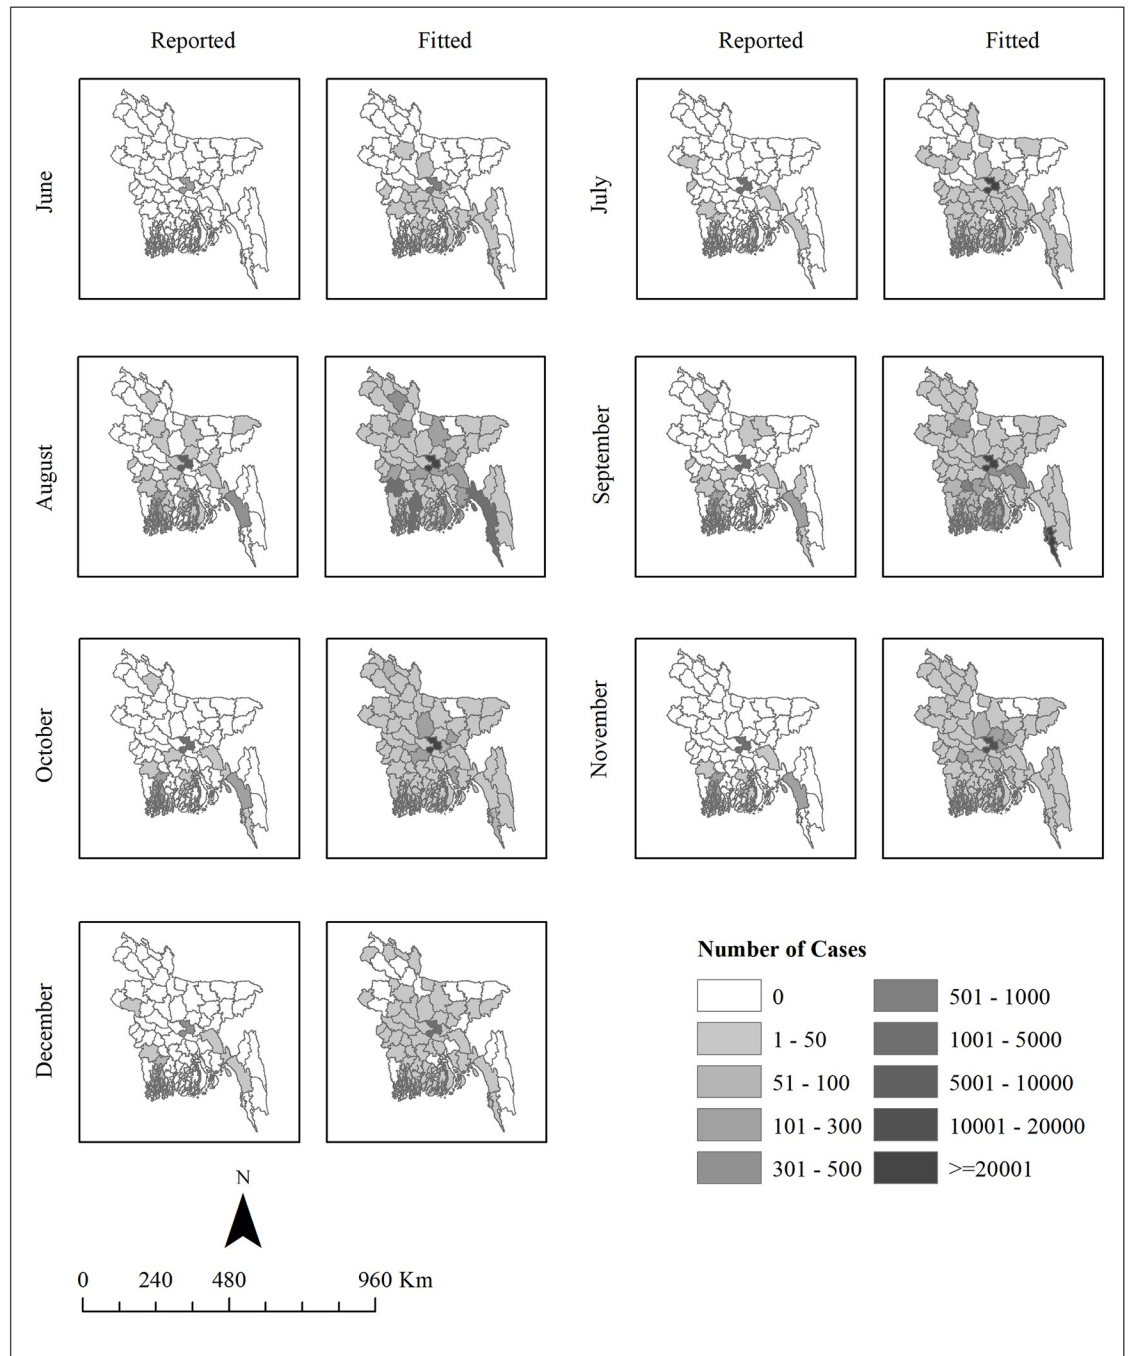 Reported Fitted Reported Fitted
June July
August September
October November
December
Number of Cases
0 501 - 1000
1 - 50 1001 - 5000
51 - 100 5001 - 10000
101 - 300 10001 - 20000
301 - 500 >=20001
N
0 240 480 960 Km